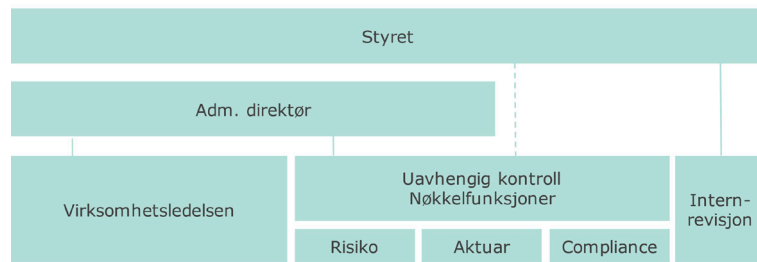 Styret
Adm. direktør
Virksomhetsledelsen
Uavhengig kontroll
Nøkkelfunksjoner
Risiko
Aktuar
Compliance
Intern-
revisjon